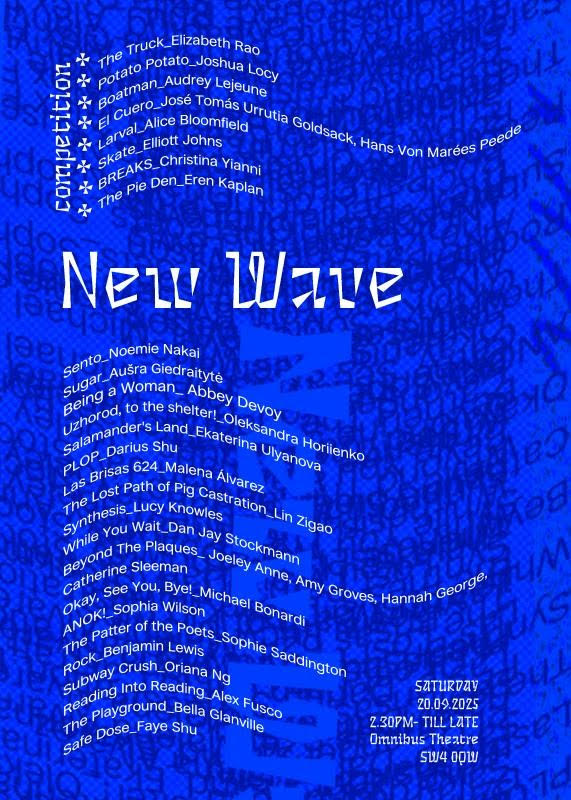 competition
The Truck_Elizabeth Rao
Potato Potato_Joshua Locy
Boatman_Audrey Lejeune
El Cuero_José Tomás Urrutia Goldsack, Hans Von Marées Peede
Larval_Alice Bloomfield
Skate_Elliott Johns
BREAKS_Christina Yianni
The Pie Den_Eren Kaplan
New Wave
Sento_Noemie Nakai
Sugar_Aušra Giedraitytė
Being a Woman_ Abbey Devoy
Uzhorod, to the shelter!_Oleksandra Horiienko
Salamander's Land_Ekaterina Ulyanova
PLOP_Darius Shu
Las Brisas 624_Malena Álvarez
The Lost Path of Pig Castration_Lin Zigao
Synthesis_Lucy Knowles
While You Wait_Dan Jay Stockmann
Beyond The Plaques_ Joeley Anne, Amy Groves, Hannah George,
Catherine Sleeman
Okay, See You, Bye!_Michael Bonardi
ANOK!_Sophia Wilson
The Patter of the Poets_Sophie Saddington
Rock_Benjamin Lewis
Subway Crush_Oriana Ng
Reading Into Reading_Alex Fusco
The Playground_Bella Glanville
Safe Dose_Faye Shu
SATURDAY
20.09.2025
2.30PM- TILL LATE
Omnibus Theatre
SW4 0QW